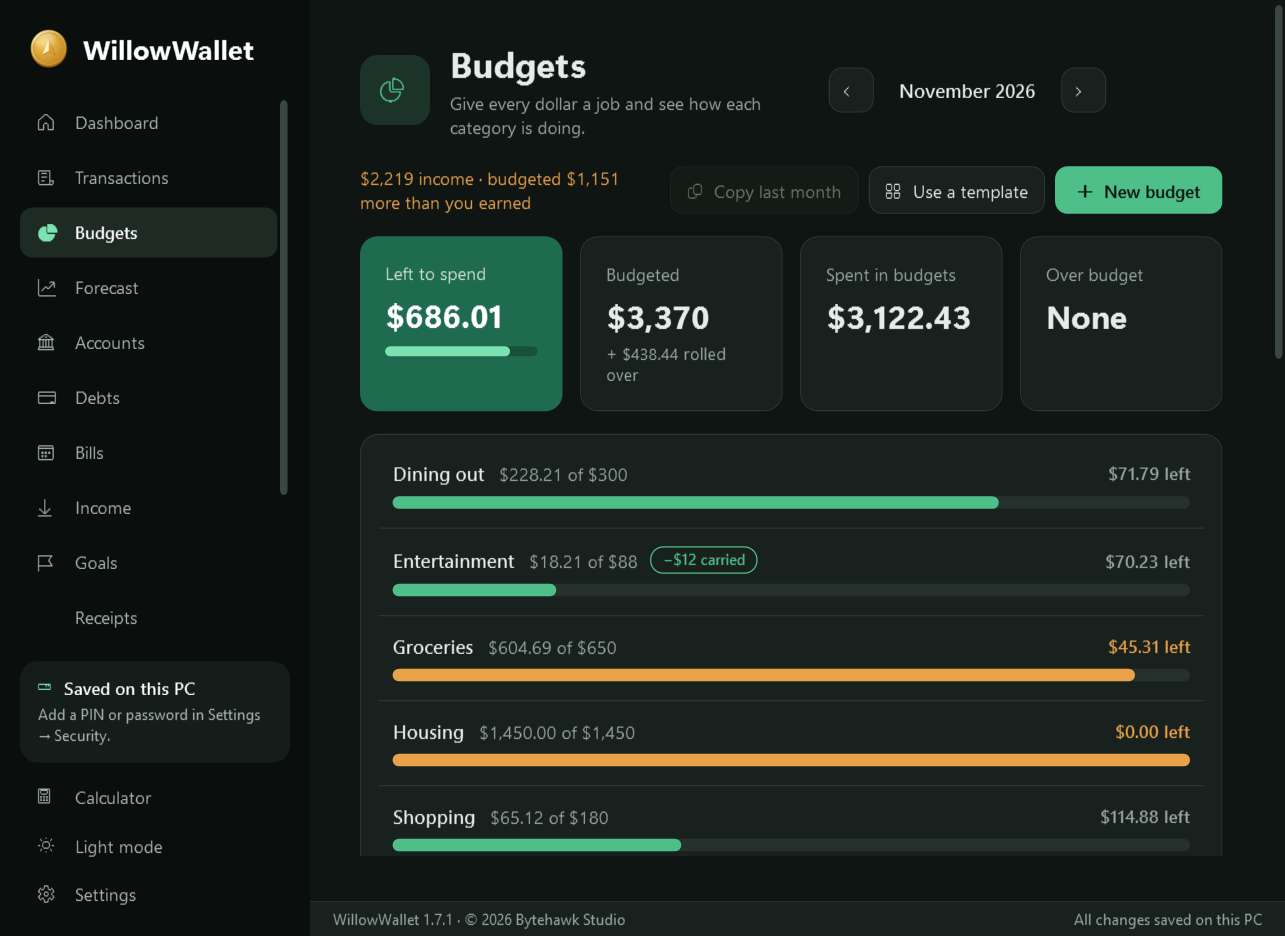 WillowWallet
Dashboard
Transactions
Budgets
Forecast
Accounts
Debts
Bills
Income
Goals
Receipts
Saved on this PC
Add a PIN or password in Settings
→ Security.
Calculator
Light mode
Settings
Budgets
Give every dollar a job and see how each
category is doing.
November 2026
$2,219 income · budgeted $1,151
more than you earned
Copy last month
Use a template
New budget
Left to spend
$686.01
Budgeted
$3,370
+ $438.44 rolled
over
Spent in budgets
$3,122.43
Over budget
None
Dining out $228.21 of $300 $71.79 left
Entertainment $18.21 of $88 −$12 carried $70.23 left
Groceries $604.69 of $650 $45.31 left
Housing $1,450.00 of $1,450 $0.00 left
Shopping $65.12 of $180 $114.88 left
WillowWallet 1.7.1 · © 2026 Bytehawk Studio
All changes saved on this PC